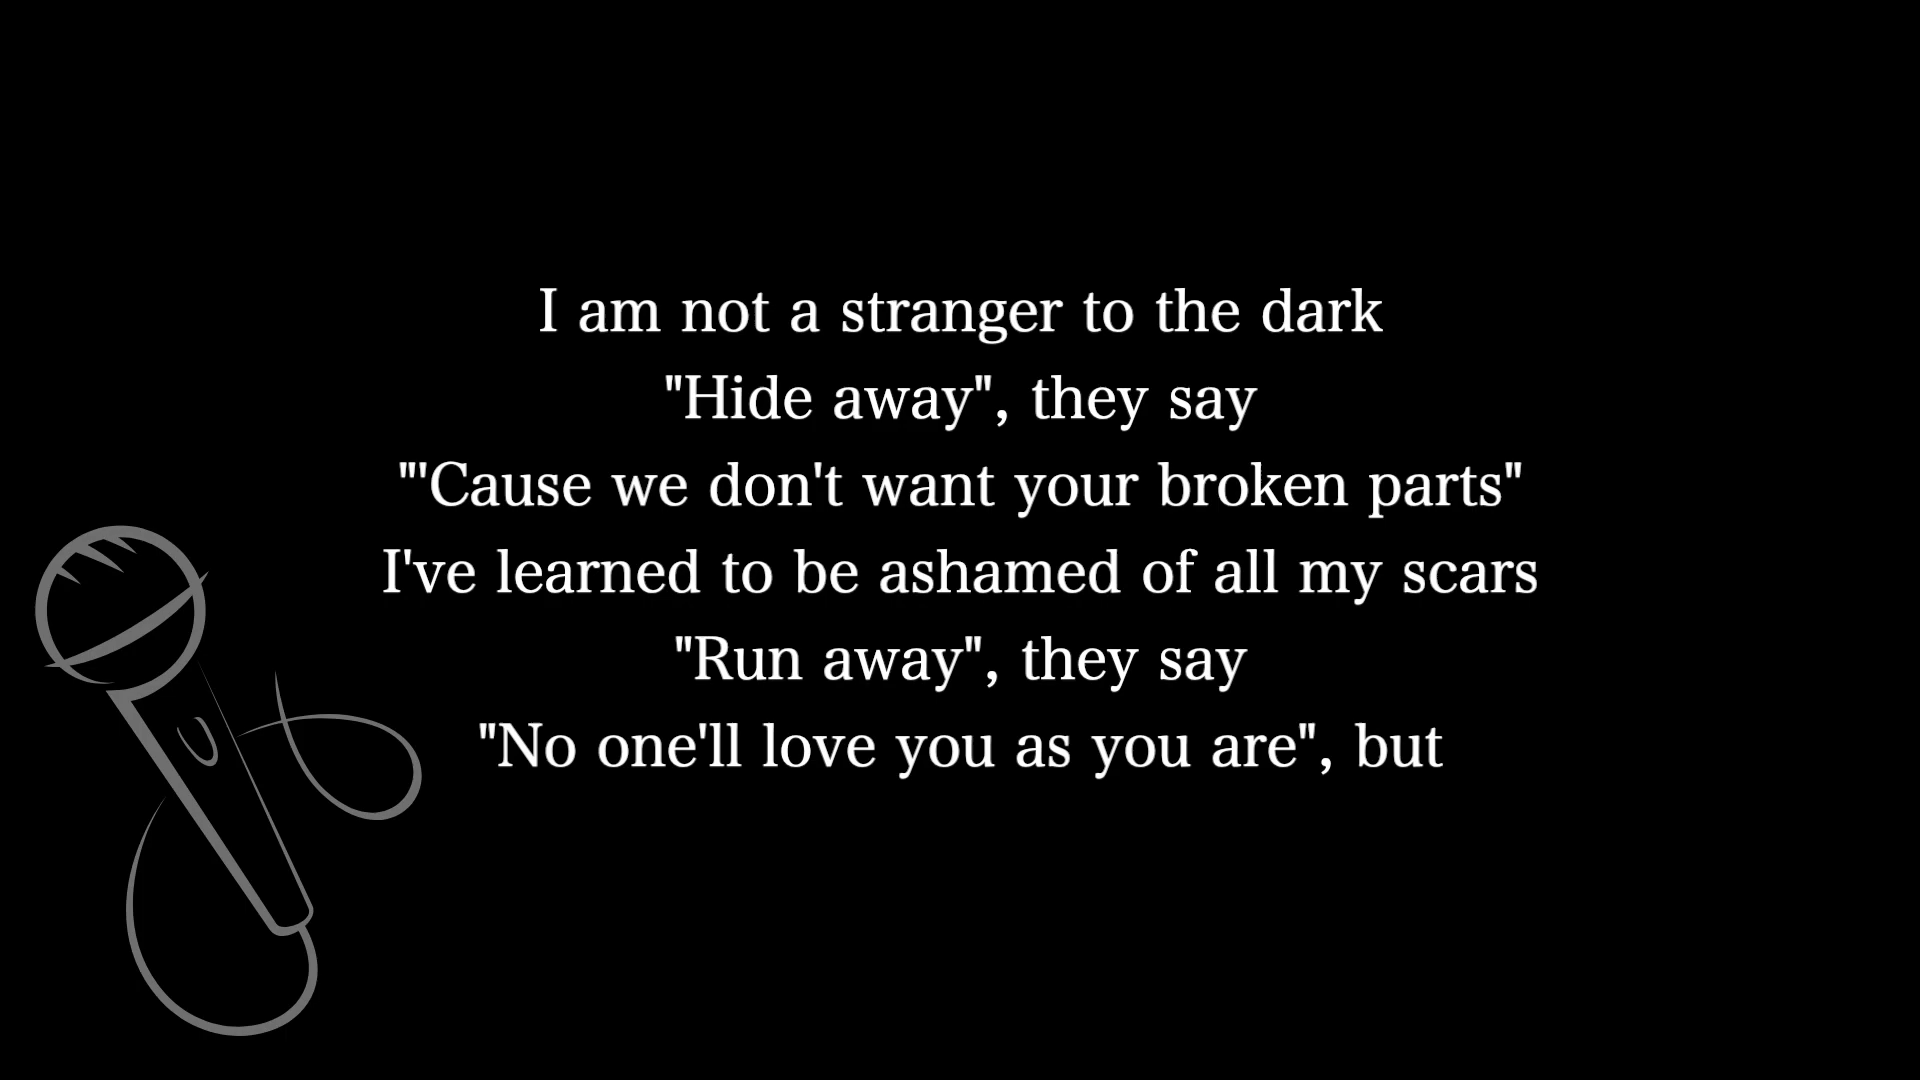 I am not a stranger to the dark
"Hide away", they say
"'Cause we don't want your broken parts"
I've learned to be ashamed of all my scars
"Run away", they say
"No one'll love you as you are", but